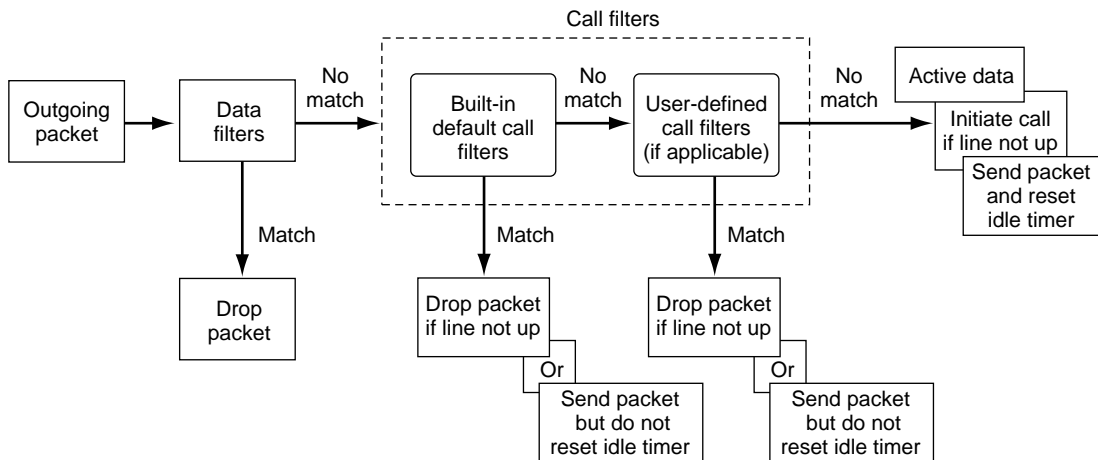 Call filters
Outgoing
packet
Data
filters
No
match
Built-in
default call
filters
No
match
User-defined
call filters
(if applicable)
No
match
Active data
Initiate call
if line not up
Send packet
and reset
idle timer
Match
Drop
packet
Match
Drop packet
if line not up
Or
Send packet
but do not
reset idle timer
Match
Drop packet
if line not up
Or
Send packet
but do not
reset idle timer